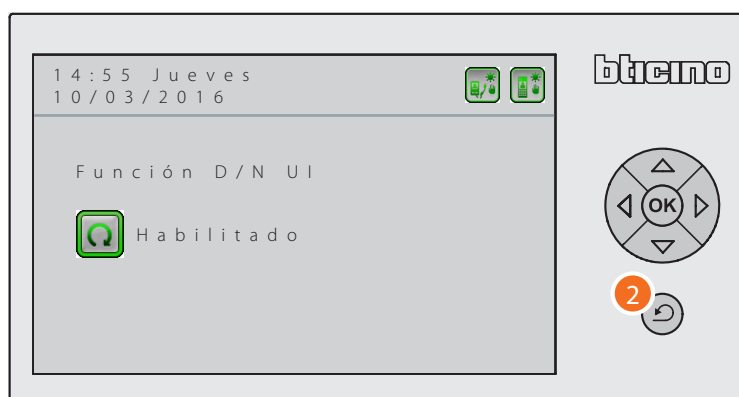 14:55 Jueves
10/03/2016
bticino
Función D/N UI
Habilitado
OK
2